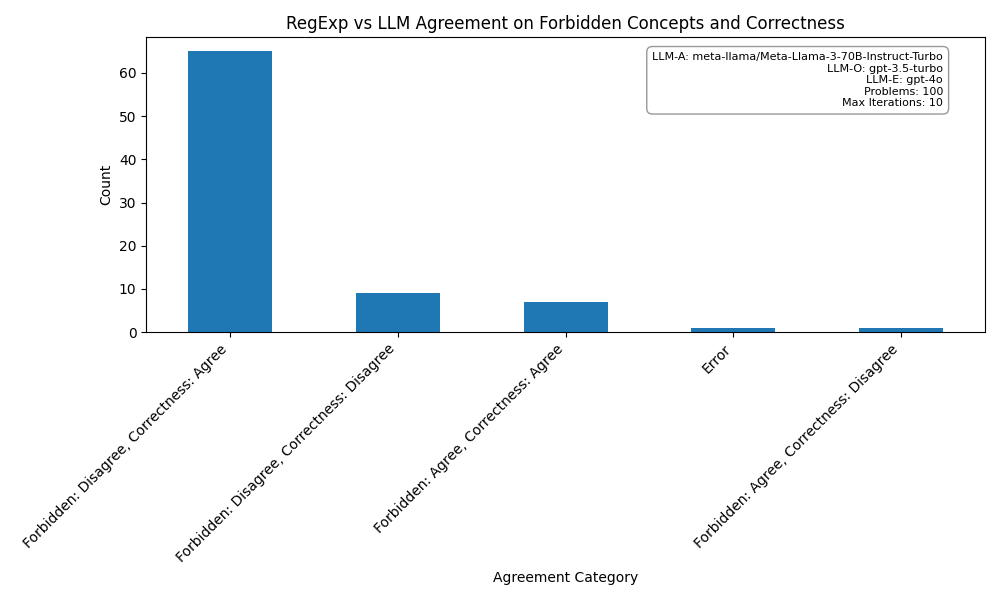 RegExp vs LLM Agreement on Forbidden Concepts and Correctness
LLM-A: meta-llama/Meta-Llama-3-70B-Instruct-Turbo
LLM-O: gpt-3.5-turbo
LLM-E: gpt-4o
Problems: 100
Max Iterations: 10
Count
60
50
40
30
20
10
0
Forbidden: Disagree, Correctness: Agree
Forbidden: Disagree, Correctness: Disagree
Forbidden: Agree, Correctness: Agree
Error
Forbidden: Agree, Correctness: Disagree
Agreement Category